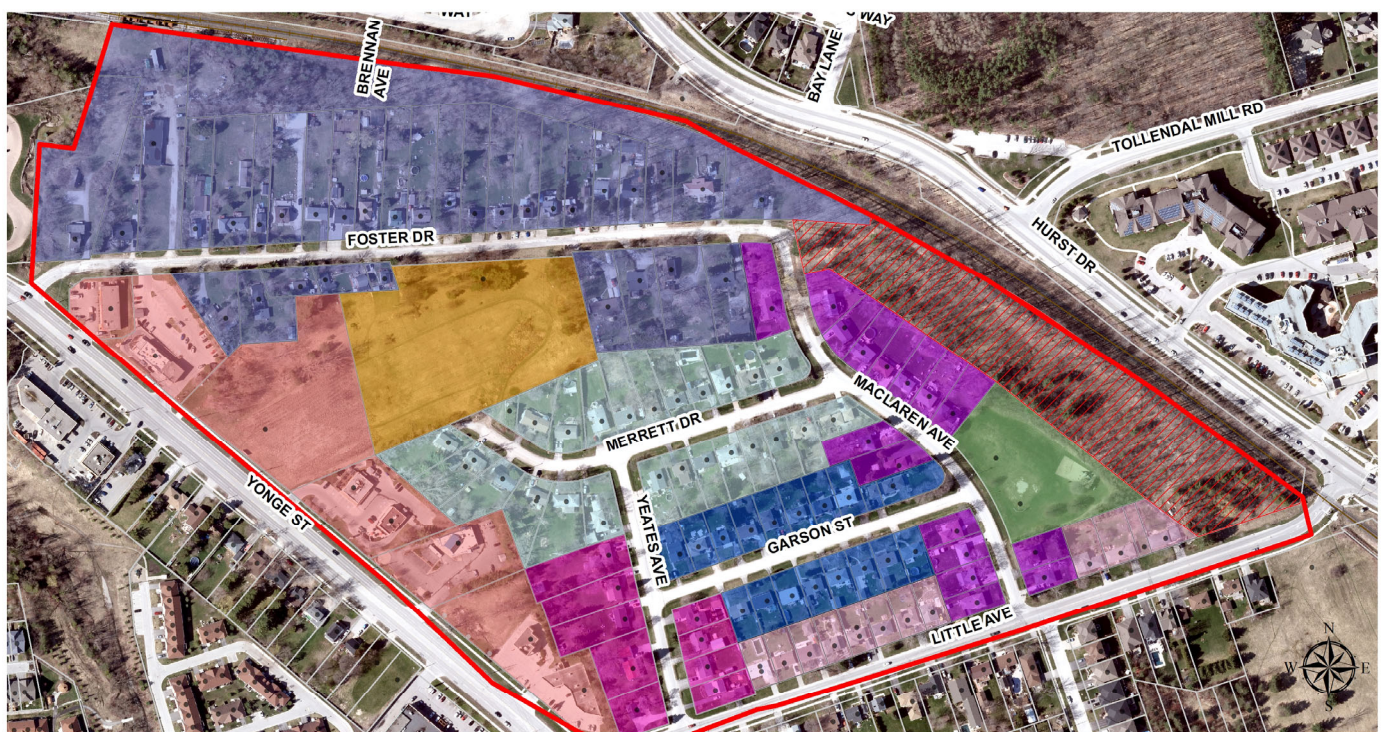 WAY
WAY
BRENNAN
AVE
BAY LANE
TOLLENDAL MILL RD
FOSTER DR
HURST DR
MACLAREN AVE
MERRETT DR
YONGE ST
YEATES AVE
GARSON ST
LITTLE AVE
N
W E
S